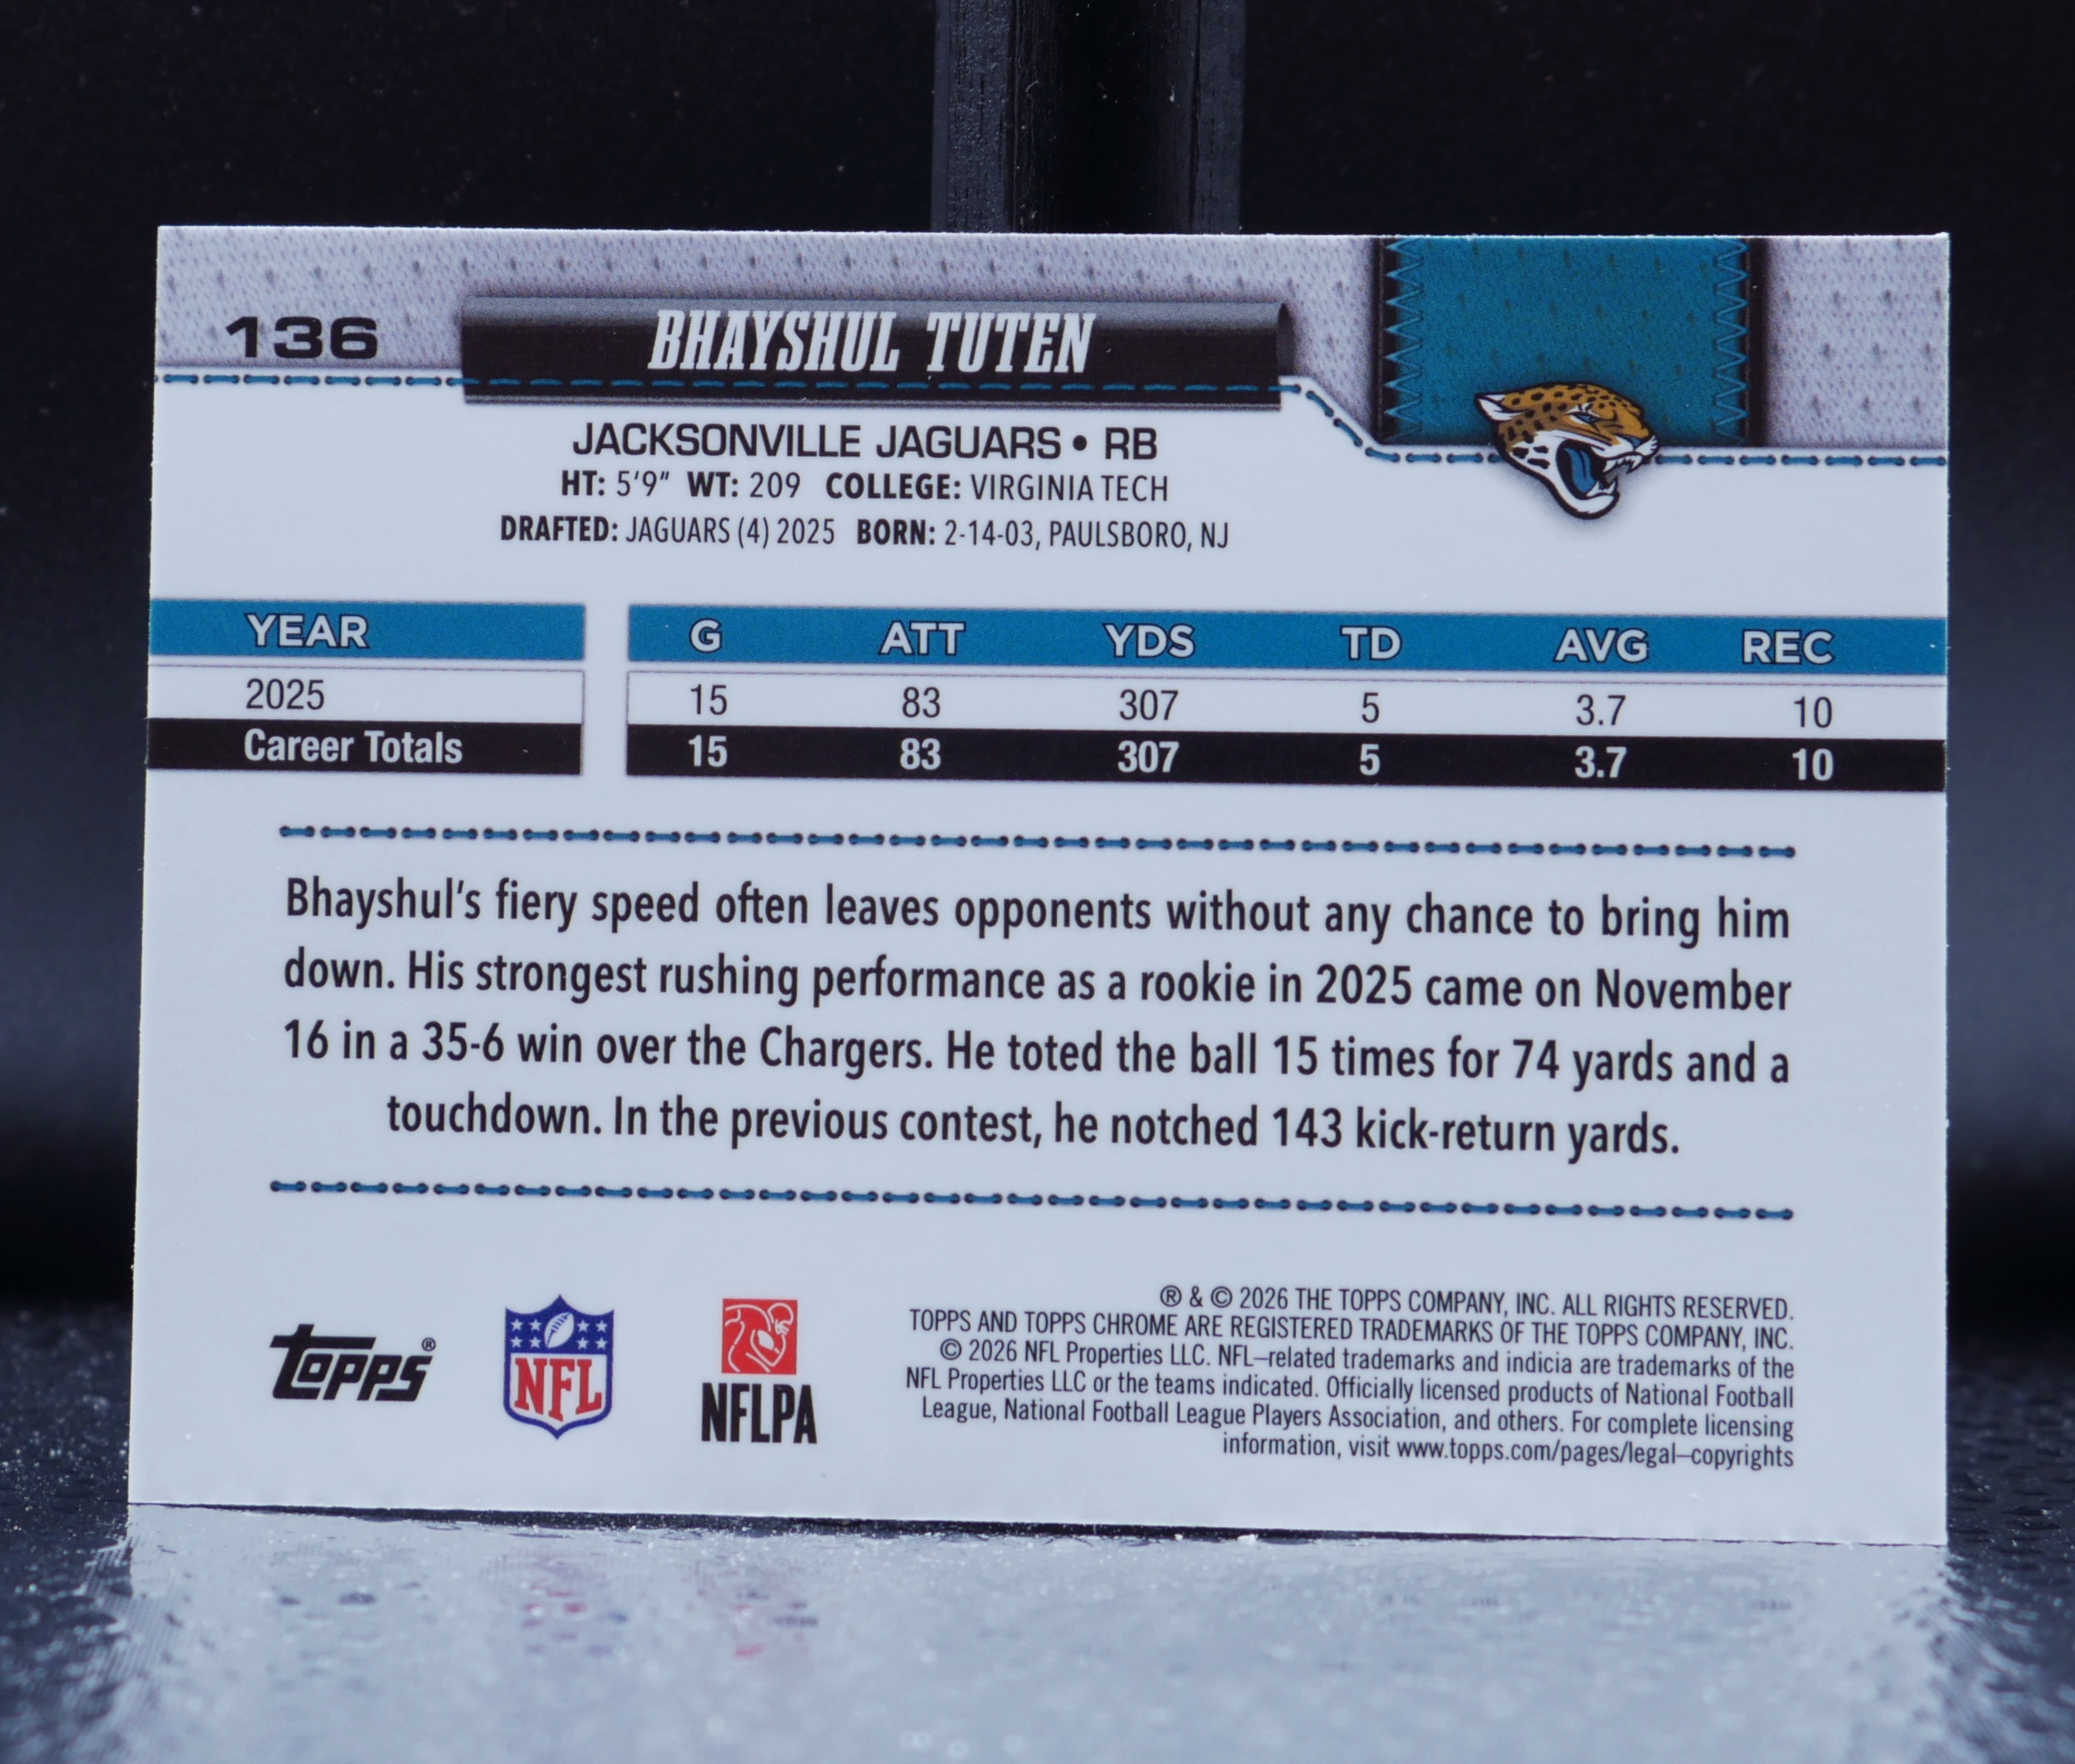 136
BHAYSHUL TUTEN
JACKSONVILLE JAGUARS • RB
HT: 5'9" WT: 209 COLLEGE: VIRGINIA TECH
DRAFTED: JAGUARS (4) 2025 BORN: 2-14-03, PAULSBORO, NJ
YEAR G ATT YDS TD AVG REC
2025 15 83 307 5 3.7 10
Career Totals 15 83 307 5 3.7 10
Bhayshul's fiery speed often leaves opponents without any chance to bring him
down. His strongest rushing performance as a rookie in 2025 came on November
16 in a 35-6 win over the Chargers. He toted the ball 15 times for 74 yards and a
touchdown. In the previous contest, he notched 143 kick-return yards.
topps®
NFL
NFLPA
® & © 2026 THE TOPPS COMPANY, INC. ALL RIGHTS RESERVED.
TOPPS AND TOPPS CHROME ARE REGISTERED TRADEMARKS OF THE TOPPS COMPANY, INC.
© 2026 NFL Properties LLC. NFL–related trademarks and indicia are trademarks of the
NFL Properties LLC or the teams indicated. Officially licensed products of National Football
League, National Football League Players Association, and others. For complete licensing
information, visit www.topps.com/pages/legal–copyrights